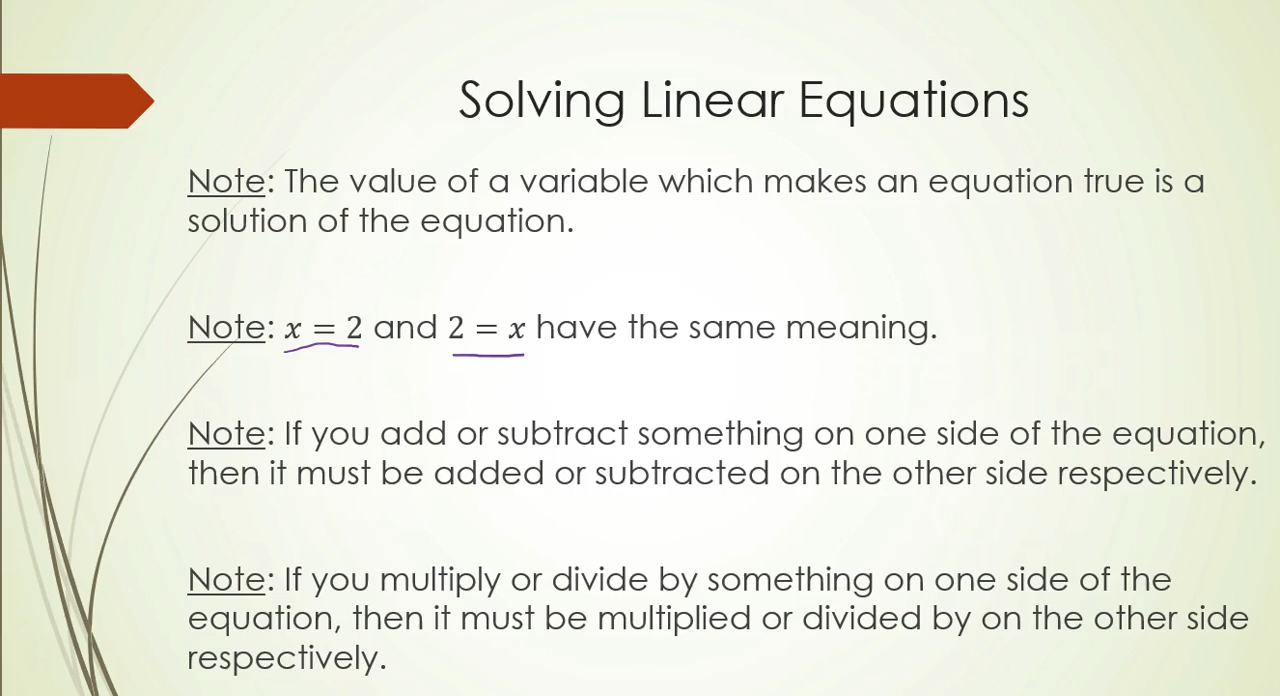 Solving Linear Equations
Note: The value of a variable which makes an equation true is a
solution of the equation.
Note: x = 2 and 2 = x have the same meaning.
Note: If you add or subtract something on one side of the equation,
then it must be added or subtracted on the other side respectively.
Note: If you multiply or divide by something on one side of the
equation, then it must be multiplied or divided by on the other side
respectively.